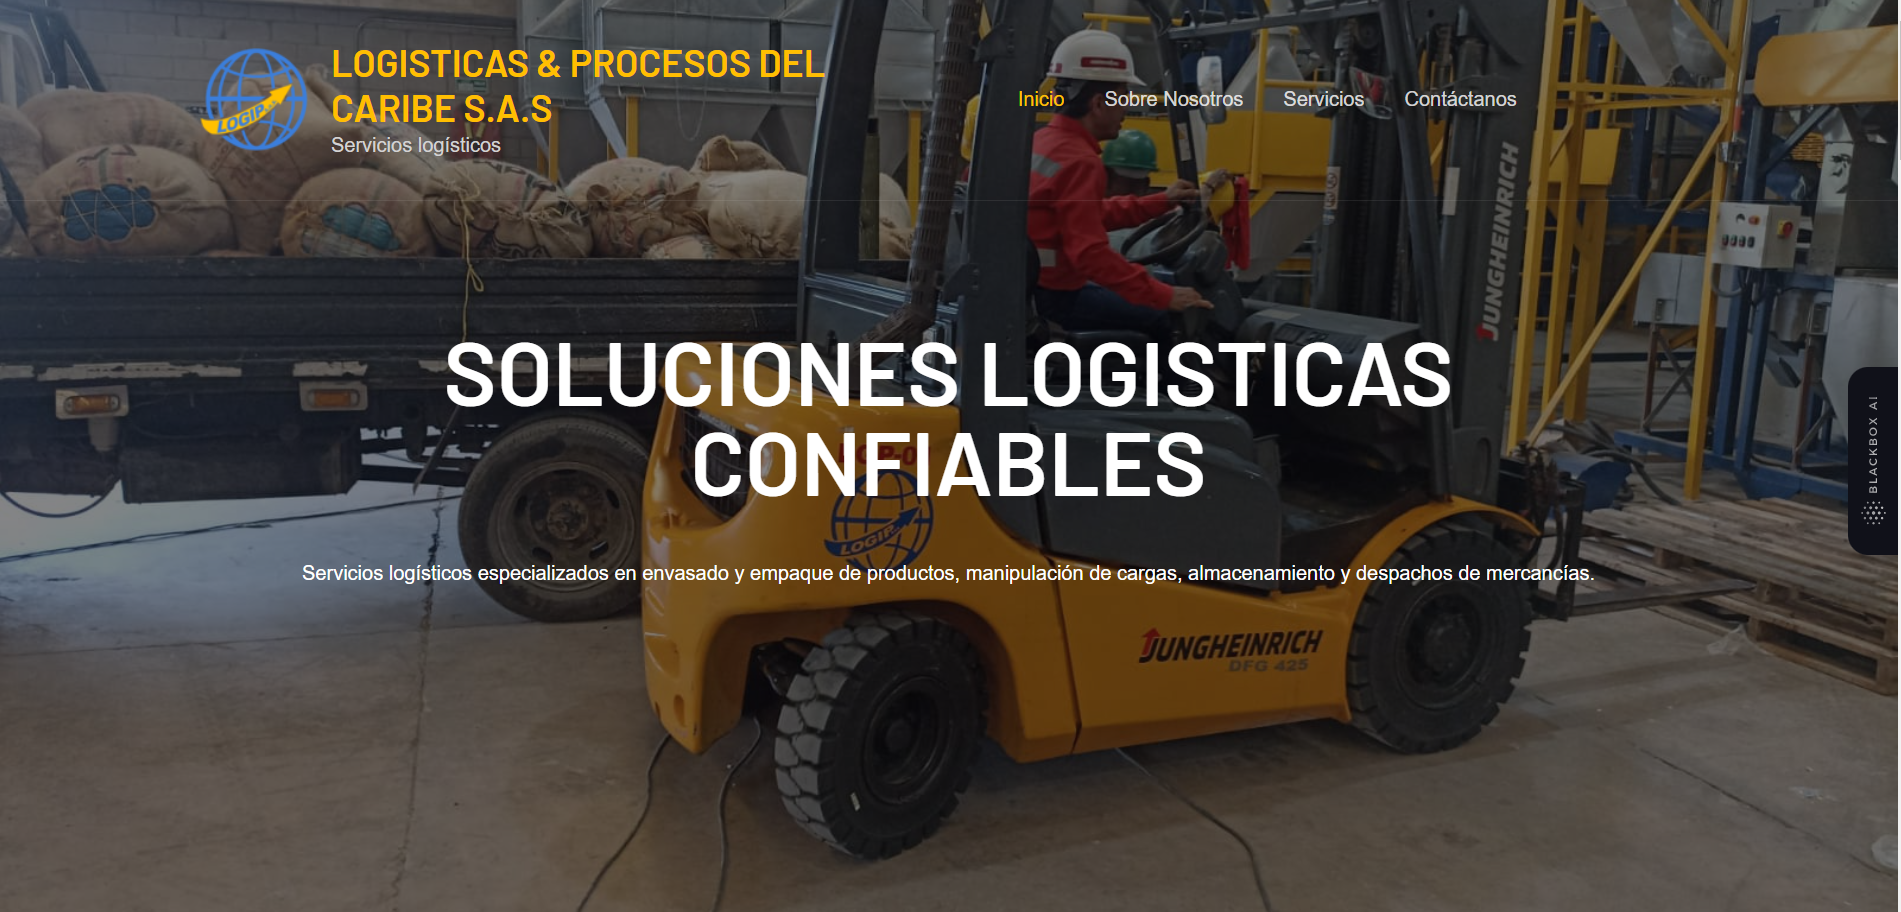 LOGISTICAS & PROCESOS DEL
CARIBE S.A.S
Servicios logísticos
LOGIP
Inicio
Sobre Nosotros
Servicios
Contáctanos
JUNGHEINRICH
SOLUCIONES LOGISTICAS
CONFIABLES
LOGIP
Servicios logísticos especializados en envasado y empaque de productos, manipulación de cargas, almacenamiento y despachos de mercancías.
JUNGHEINRICH
DFG 425
BLACKBOX AI